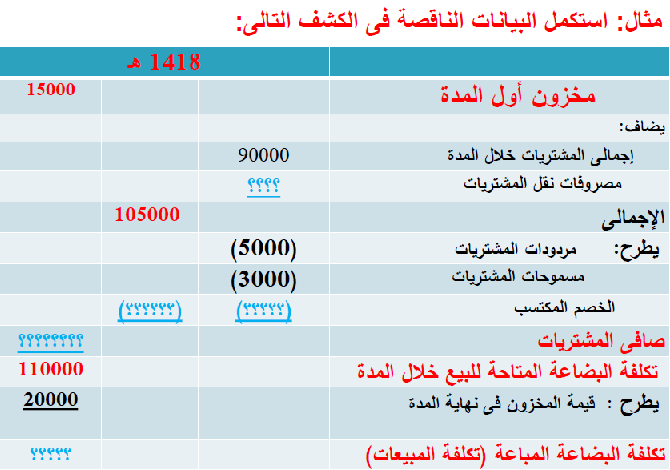 مثال: استكمل البيانات الناقصة فى الكشف التالى:
1418 هـ
مخزون أول المدة 15000
يضاف:
إجمالى المشتريات خلال المدة 90000
مصروفات نقل المشتريات ؟؟؟؟
الإجمالى 105000
يطرح: مردودات المشتريات (5000)
مسموحات المشتريات (3000)
الخصم المكتسب (؟؟؟؟؟) (؟؟؟؟؟؟)
صافى المشتريات ؟؟؟؟؟؟؟؟
تكلفة البضاعة المتاحة للبيع خلال المدة 110000
يطرح : قيمة المخزون فى نهاية المدة 20000
تكلفة البضاعة المباعة (تكلفة المبيعات) ؟؟؟؟؟